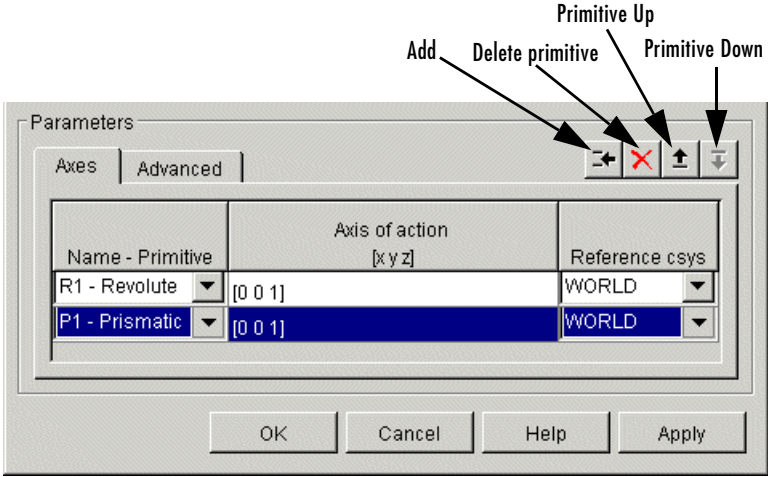 Primitive Up
Add
Delete primitive
Primitive Down
Parameters
Axes
Advanced
Name - Primitive
Axis of action
[x y z]
Reference csys
R1 - Revolute
[0 0 1]
WORLD
P1 - Prismatic
[0 0 1]
WORLD
OK
Cancel
Help
Apply